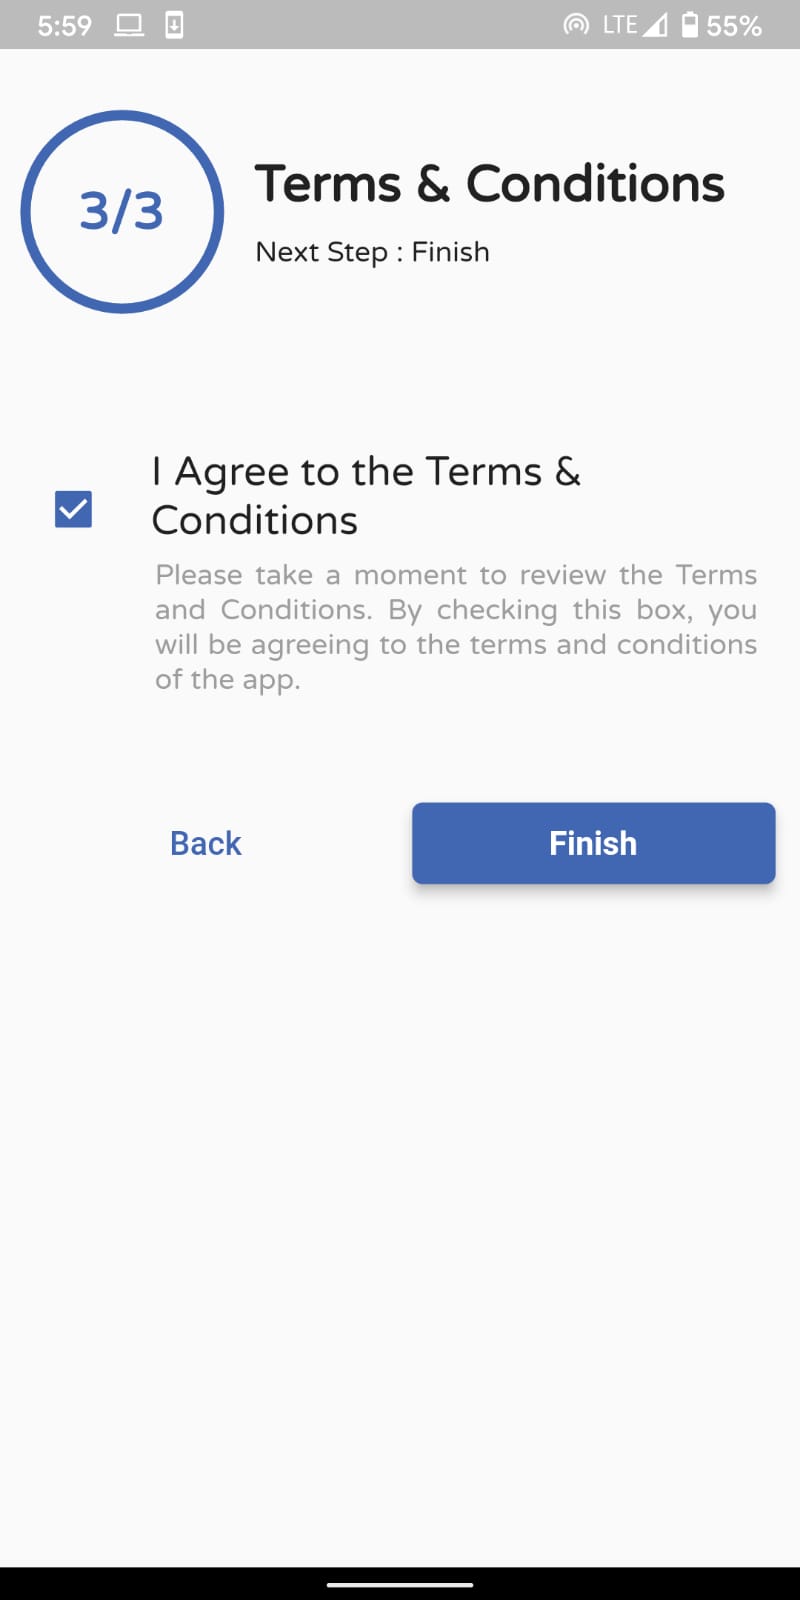 5:59 LTE 55%
3/3
Terms & Conditions
Next Step : Finish
I Agree to the Terms &
Conditions
Please take a moment to review the Terms
and Conditions. By checking this box, you
will be agreeing to the terms and conditions
of the app.
Back Finish